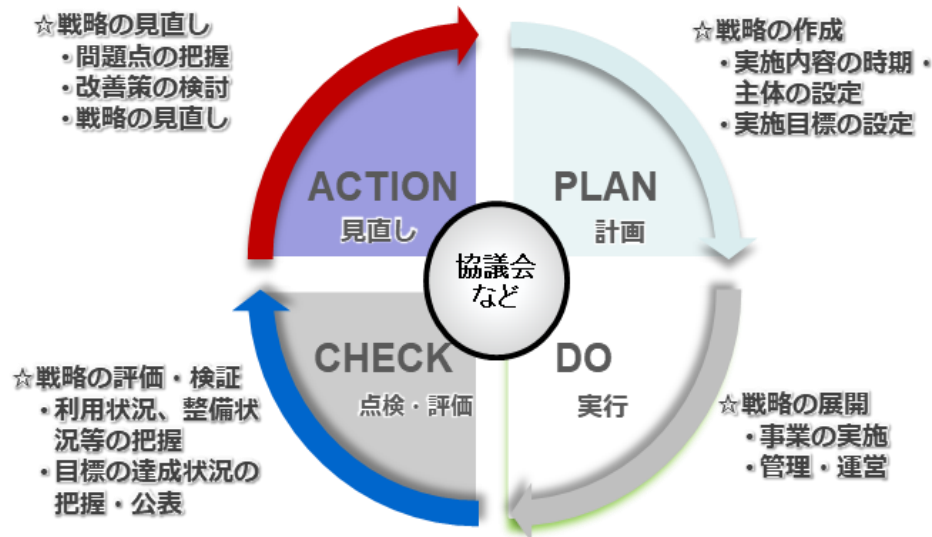 ☆戦略の見直し
・問題点の把握
・改善策の検討
・戦略の見直し
☆戦略の作成
・実施内容の時期・
主体の設定
・実施目標の設定
ACTION
見直し
PLAN
計画
協議会
など
CHECK
点検・評価
DO
実行
☆戦略の評価・検証
・利用状況、整備状
況等の把握
・目標の達成状況の
把握・公表
☆戦略の展開
・事業の実施
・管理・運営